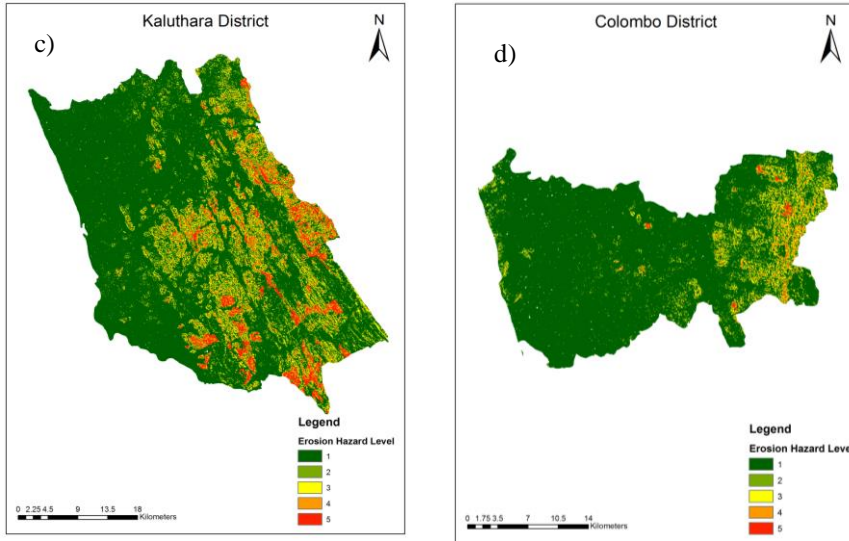 Kaluthara District
c)
N
Legend
Erosion Hazard Level
1
2
3
4
5
0 2.25 4.5 9 13.5 18
Kilometers
Colombo District
d)
N
Legend
Erosion Hazard Level
1
2
3
4
5
0 1.75 3.5 7 10.5 14
Kilometers